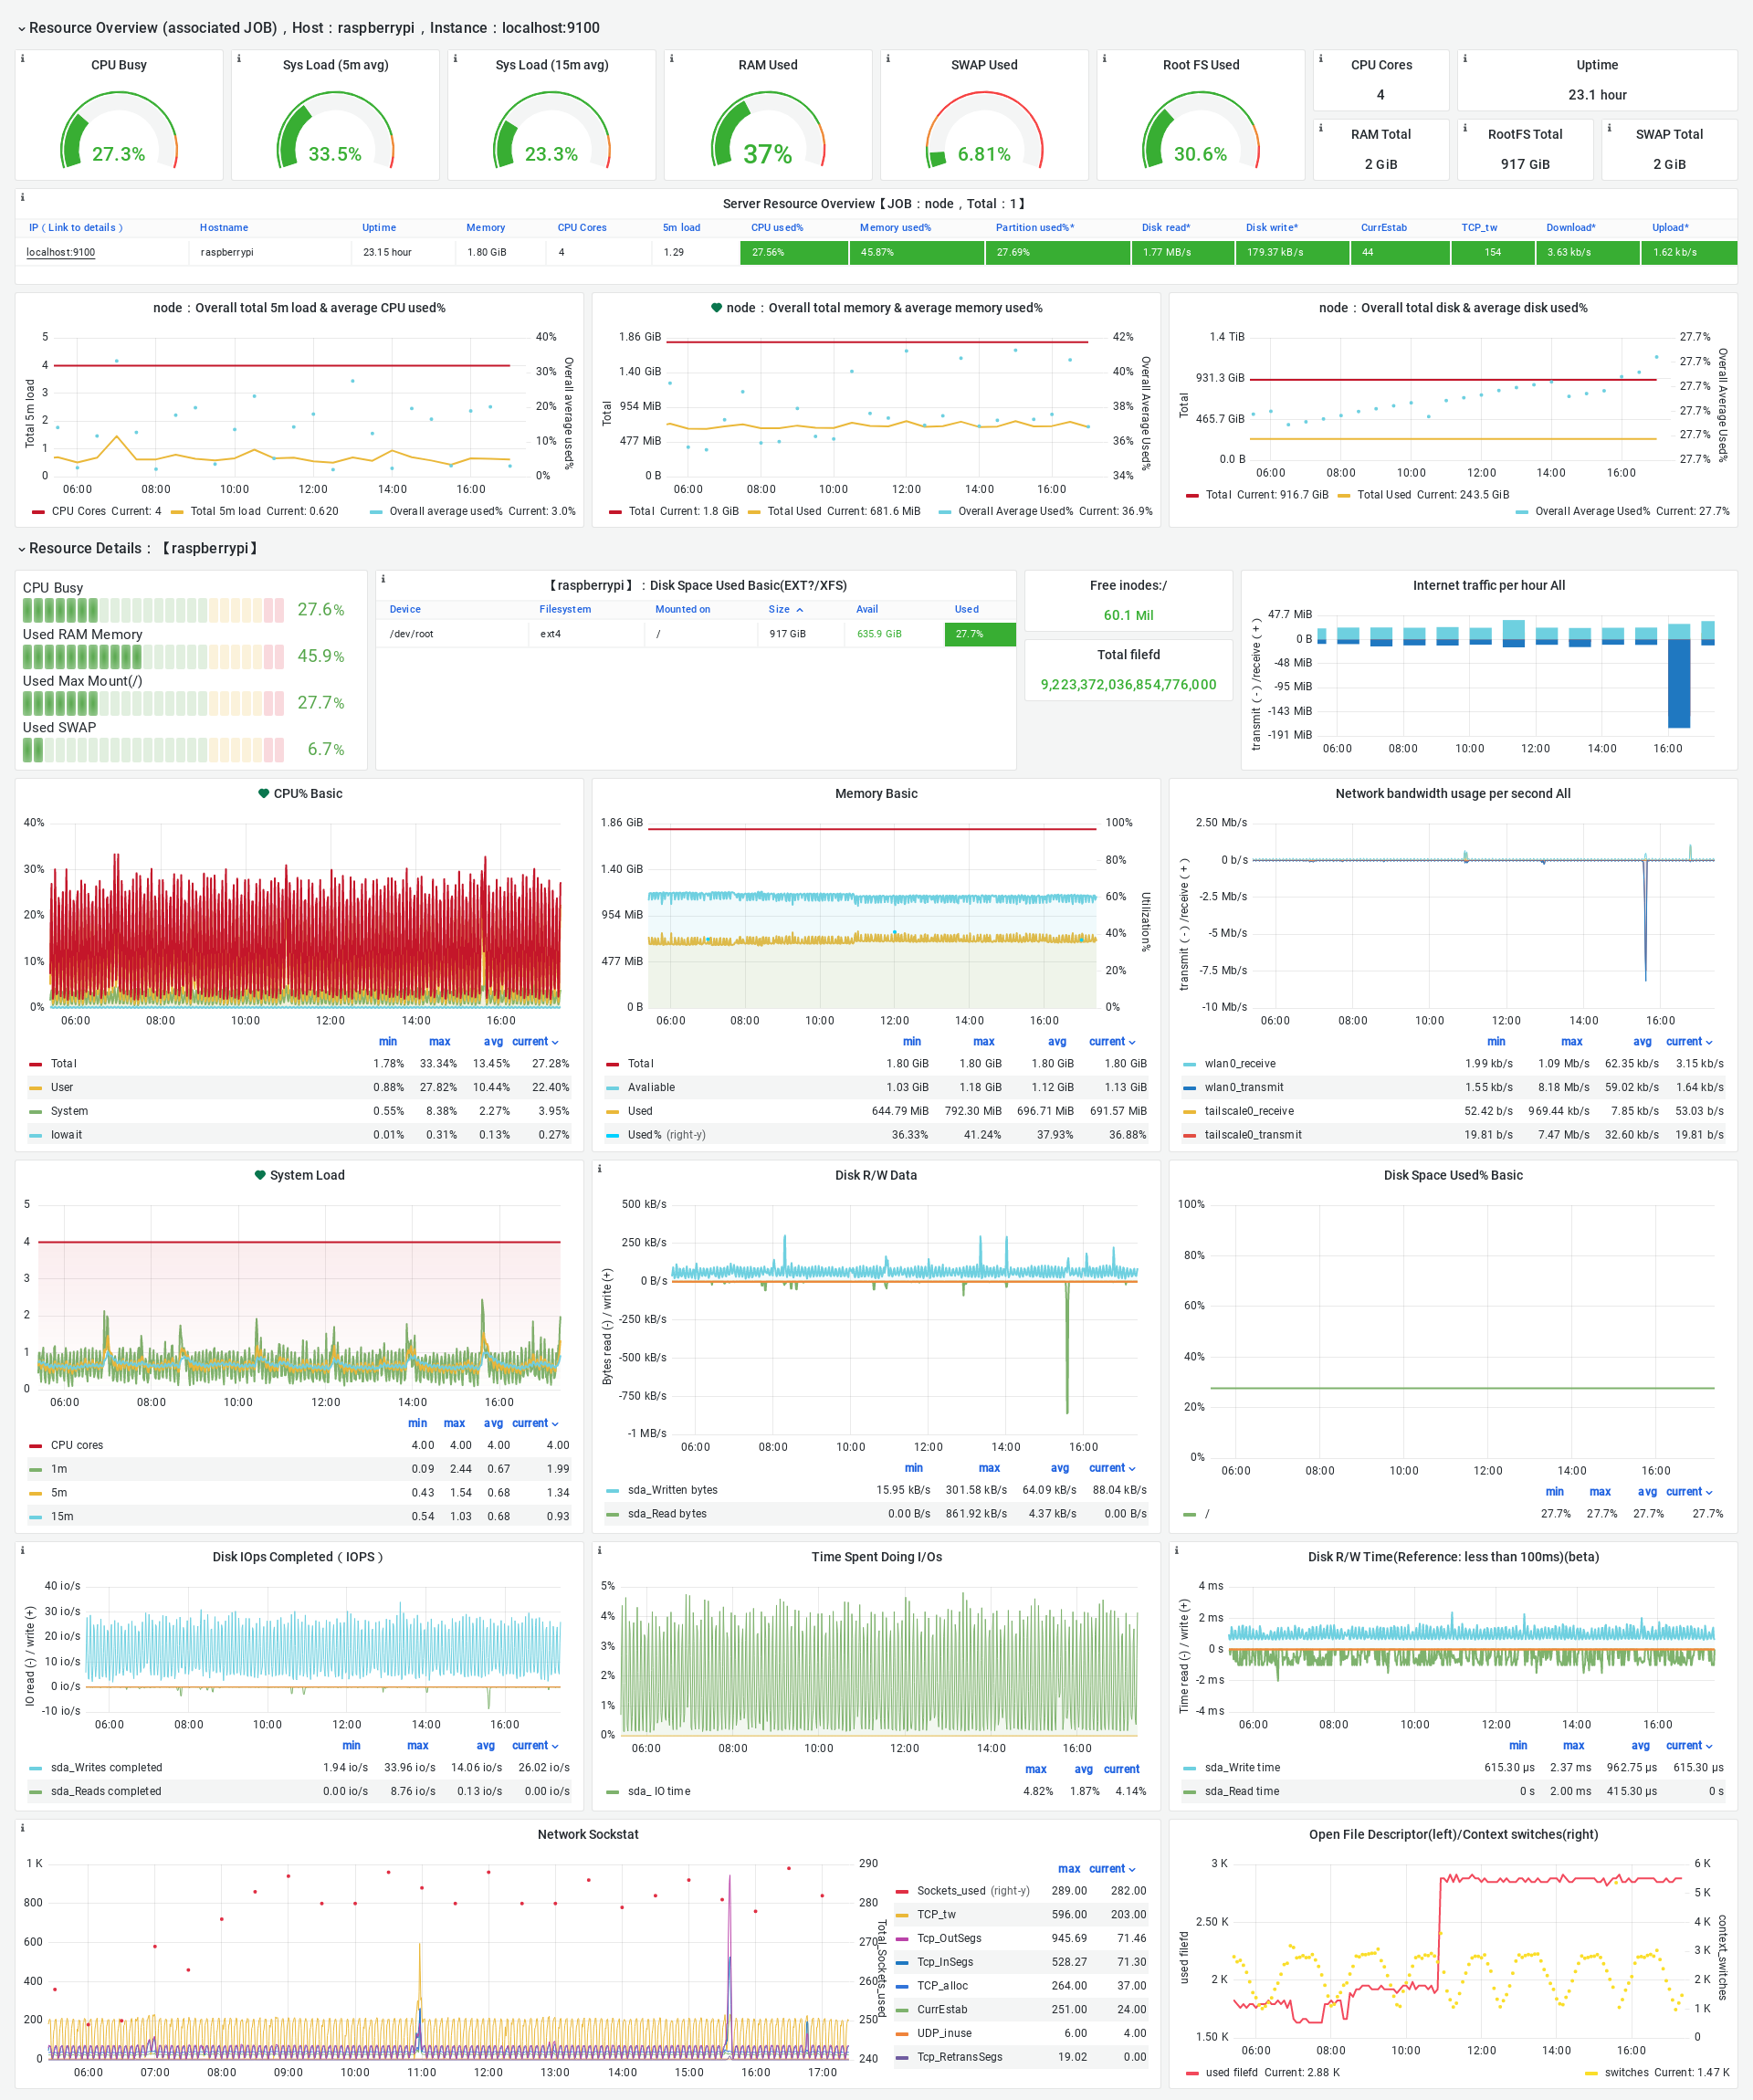 Resource Overview (associated JOB)，Host：raspberrypi，Instance：localhost:9100
CPU Busy
27.3%
Sys Load (5m avg)
33.5%
Sys Load (15m avg)
23.3%
RAM Used
37%
SWAP Used
6.81%
Root FS Used
30.6%
CPU Cores
4
Uptime
23.1 hour
RAM Total
2 GiB
RootFS Total
917 GiB
SWAP Total
2 GiB
Server Resource Overview【JOB：node，Total：1】
IP（Link to details） Hostname Uptime Memory CPU Cores 5m load CPU used% Memory used% Partition used%* Disk read* Disk write* CurrEstab TCP_tw Download* Upload*
localhost:9100 raspberrypi 23.15 hour 1.80 GiB 4 1.29 27.56% 45.87% 27.69% 1.77 MB/s 179.37 kB/s 44 154 3.63 kb/s 1.62 kb/s
node：Overall total 5m load & average CPU used%
Total 5m load
5
4
3
2
1
0
40%
30%
20%
10%
0%
Overall average used%
06:00 08:00 10:00 12:00 14:00 16:00
CPU Cores Current: 4 Total 5m load Current: 0.620 Overall average used% Current: 3.0%
node：Overall total memory & average memory used%
Total
1.86 GiB
1.40 GiB
954 MiB
477 MiB
0 B
42%
40%
38%
36%
34%
Overall Average Used%
06:00 08:00 10:00 12:00 14:00 16:00
Total Current: 1.8 GiB Total Used Current: 681.6 MiB Overall Average Used% Current: 36.9%
node：Overall total disk & average disk used%
Total
1.4 TiB
931.3 GiB
465.7 GiB
0.0 B
27.7%
27.7%
27.7%
27.7%
27.7%
27.7%
Overall Average Used%
06:00 08:00 10:00 12:00 14:00 16:00
Total Current: 916.7 GiB Total Used Current: 243.5 GiB
Overall Average Used% Current: 27.7%
Resource Details：【raspberrypi】
CPU Busy
27.6%
Used RAM Memory
45.9%
Used Max Mount(/)
27.7%
Used SWAP
6.7%
【raspberrypi】：Disk Space Used Basic(EXT?/XFS)
Device Filesystem Mounted on Size Avail Used
/dev/root ext4 / 917 GiB 635.9 GiB 27.7%
Free inodes:/
60.1 Mil
Total filefd
9,223,372,036,854,776,000
Internet traffic per hour All
transmit（-）/receive（+）
47.7 MiB
0 B
-48 MiB
-95 MiB
-143 MiB
-191 MiB
06:00 08:00 10:00 12:00 14:00 16:00
CPU% Basic
40%
30%
20%
10%
0%
06:00 08:00 10:00 12:00 14:00 16:00
min max avg current
Total 1.78% 33.34% 13.45% 27.28%
User 0.88% 27.82% 10.44% 22.40%
System 0.55% 8.38% 2.27% 3.95%
Iowait 0.01% 0.31% 0.13% 0.27%
Memory Basic
1.86 GiB
1.40 GiB
954 MiB
477 MiB
0 B
100%
80%
60%
40%
20%
0%
Utilization%
06:00 08:00 10:00 12:00 14:00 16:00
min max avg current
Total 1.80 GiB 1.80 GiB 1.80 GiB 1.80 GiB
Avaliable 1.03 GiB 1.18 GiB 1.12 GiB 1.13 GiB
Used 644.79 MiB 792.30 MiB 696.71 MiB 691.57 MiB
Used% (right-y) 36.33% 41.24% 37.93% 36.88%
Network bandwidth usage per second All
transmit（-）/receive（+）
2.50 Mb/s
0 b/s
-2.5 Mb/s
-5 Mb/s
-7.5 Mb/s
-10 Mb/s
06:00 08:00 10:00 12:00 14:00 16:00
min max avg current
wlan0_receive 1.99 kb/s 1.09 Mb/s 62.35 kb/s 3.15 kb/s
wlan0_transmit 1.55 kb/s 8.18 Mb/s 59.02 kb/s 1.64 kb/s
tailscale0_receive 52.42 b/s 969.44 kb/s 7.85 kb/s 53.03 b/s
tailscale0_transmit 19.81 b/s 7.47 Mb/s 32.60 kb/s 19.81 b/s
System Load
5
4
3
2
1
0
06:00 08:00 10:00 12:00 14:00 16:00
min max avg current
CPU cores 4.00 4.00 4.00 4.00
1m 0.09 2.44 0.67 1.99
5m 0.43 1.54 0.68 1.34
15m 0.54 1.03 0.68 0.93
Disk R/W Data
Bytes read (-) / write (+)
500 kB/s
250 kB/s
0 B/s
-250 kB/s
-500 kB/s
-750 kB/s
-1 MB/s
06:00 08:00 10:00 12:00 14:00 16:00
min max avg current
sda_Written bytes 15.95 kB/s 301.58 kB/s 64.09 kB/s 88.04 kB/s
sda_Read bytes 0.00 B/s 861.92 kB/s 4.37 kB/s 0.00 B/s
Disk Space Used% Basic
100%
80%
60%
40%
20%
0%
06:00 08:00 10:00 12:00 14:00 16:00
min max avg current
/ 27.7% 27.7% 27.7% 27.7%
Disk IOps Completed（IOPS）
IO read (-) / write (+)
40 io/s
30 io/s
20 io/s
10 io/s
0 io/s
-10 io/s
06:00 08:00 10:00 12:00 14:00 16:00
min max avg current
sda_Writes completed 1.94 io/s 33.96 io/s 14.06 io/s 26.02 io/s
sda_Reads completed 0.00 io/s 8.76 io/s 0.13 io/s 0.00 io/s
Time Spent Doing I/Os
5%
4%
3%
2%
1%
0%
06:00 08:00 10:00 12:00 14:00 16:00
max avg current
sda_ IO time 4.82% 1.87% 4.14%
Disk R/W Time(Reference: less than 100ms)(beta)
Time read (-) / write (+)
4 ms
2 ms
0 s
-2 ms
-4 ms
06:00 08:00 10:00 12:00 14:00 16:00
min max avg current
sda_Write time 615.30 µs 2.37 ms 962.75 µs 615.30 µs
sda_Read time 0 s 2.00 ms 415.30 µs 0 s
Network Sockstat
1 K
800
600
400
200
0
290
280
270
260
250
240
Total_Sockets_used
06:00 07:00 08:00 09:00 10:00 11:00 12:00 13:00 14:00 15:00 16:00 17:00
max current
Sockets_used (right-y) 289.00 282.00
TCP_tw 596.00 203.00
Tcp_OutSegs 945.69 71.46
Tcp_InSegs 528.27 71.30
TCP_alloc 264.00 37.00
CurrEstab 251.00 24.00
UDP_inuse 6.00 4.00
Tcp_RetransSegs 19.02 0.00
Open File Descriptor(left)/Context switches(right)
used filefd
3 K
2.50 K
2 K
1.50 K
6 K
5 K
4 K
3 K
2 K
1 K
0
context_switches
06:00 08:00 10:00 12:00 14:00 16:00
used filefd Current: 2.88 K switches Current: 1.47 K